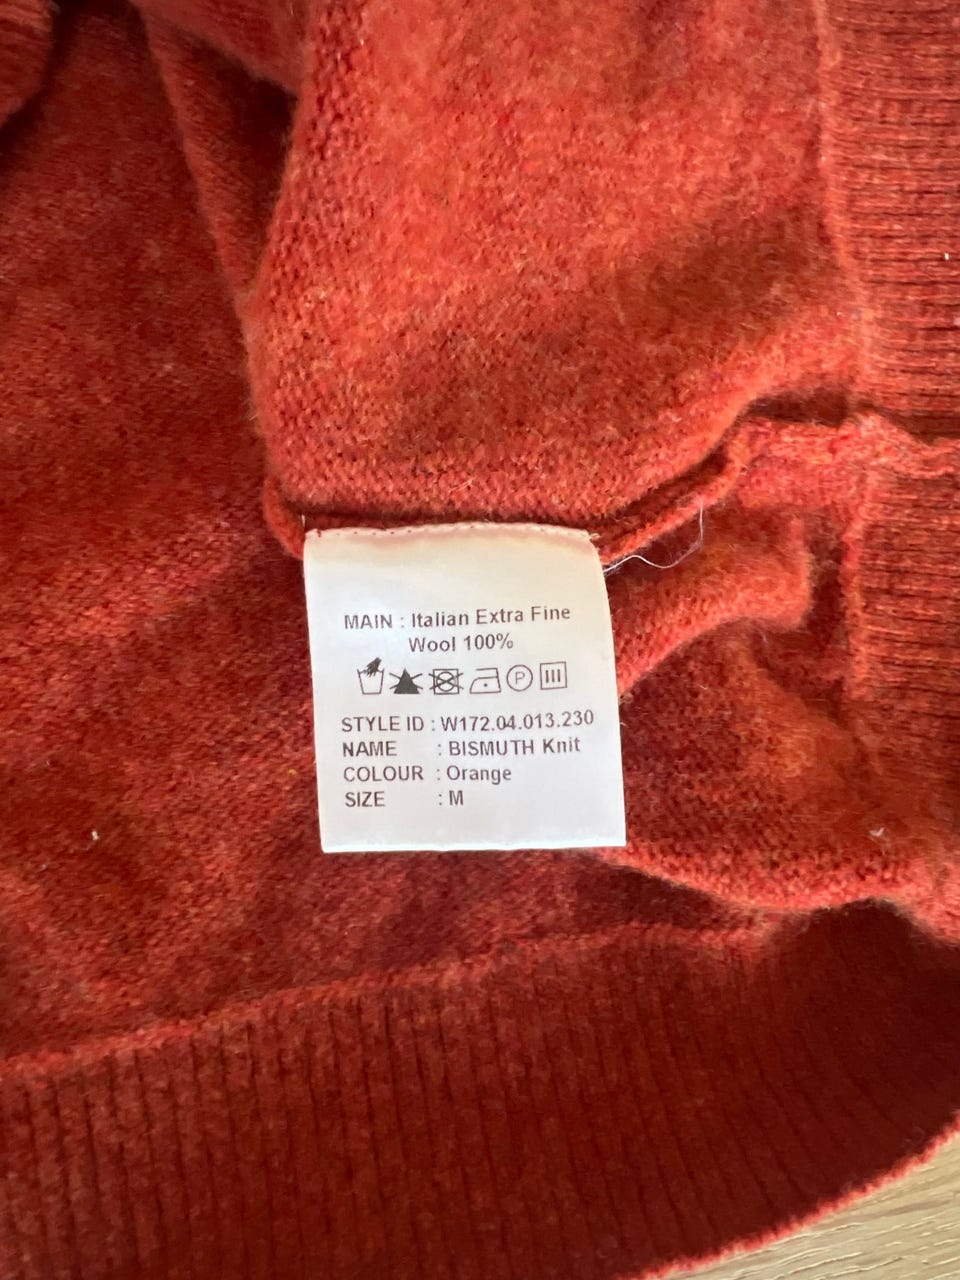 MAIN : Italian Extra Fine
Wool 100%
P
STYLE ID : W172.04.013.230
NAME : BISMUTH Knit
COLOUR : Orange
SIZE : M